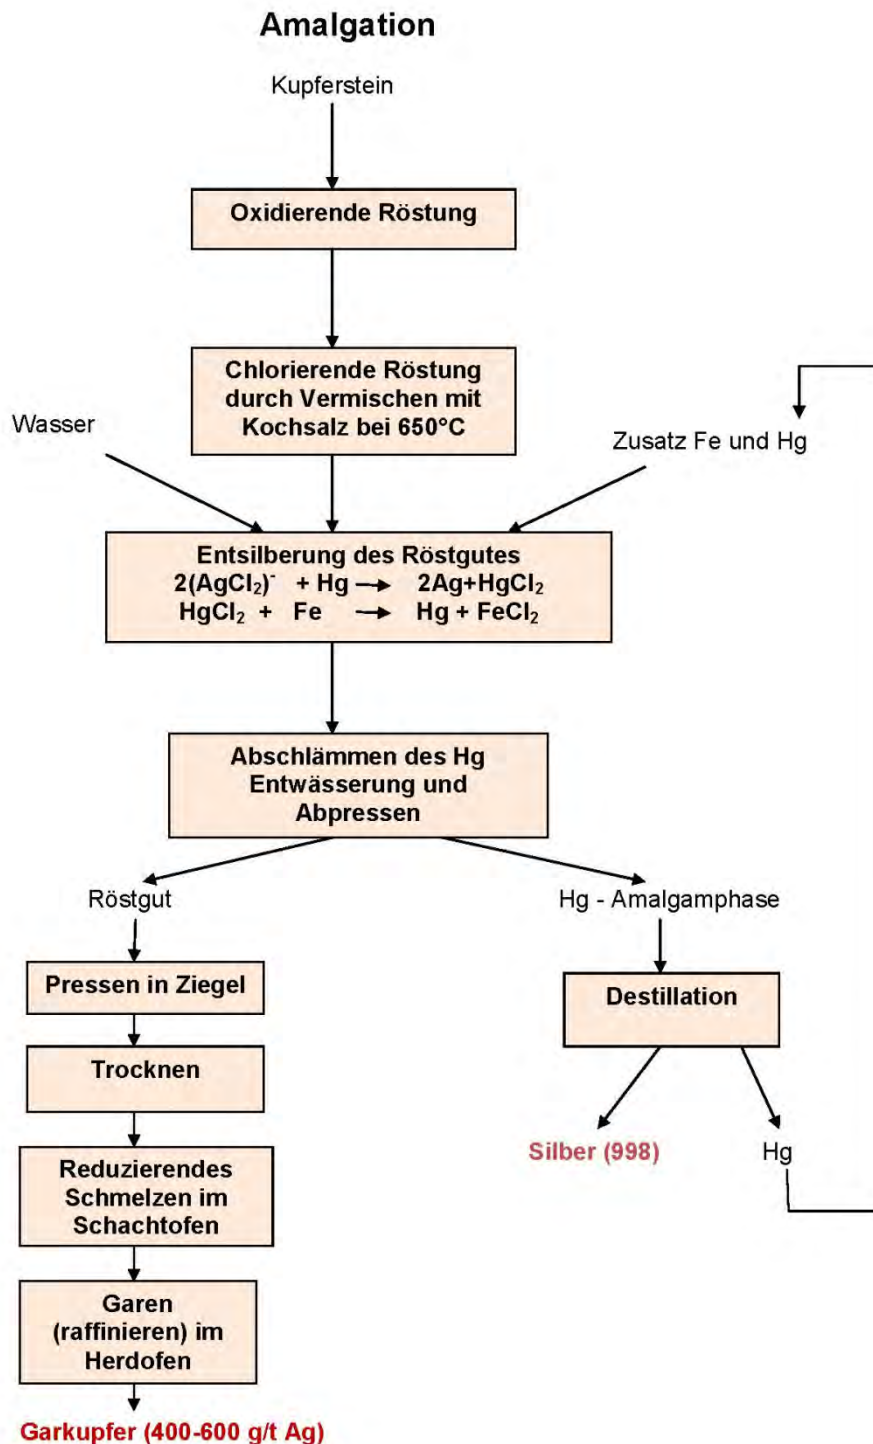 Amalgation
Kupferstein
Oxidierende Röstung
Chlorierende Röstung
durch Vermischen mit
Kochsalz bei 650°C
Wasser
Zusatz Fe und Hg
Entsilberung des Röstgutes
2(AgCl₂)⁻ + Hg → 2Ag+HgCl₂
HgCl₂ + Fe → Hg + FeCl₂
Abschlämmen des Hg
Entwässerung und
Abpressen
Röstgut
Hg - Amalgamphase
Pressen in Ziegel
Destillation
Trocknen
Silber (998)
Hg
Reduzierendes
Schmelzen im
Schachtofen
Garen
(raffinieren) im
Herdofen
Garkupfer (400-600 g/t Ag)